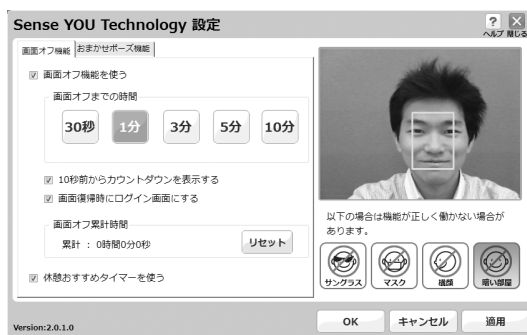 Sense YOU Technology 設定
ヘルプ 閉じる
画面オフ機能 おまかせポーズ機能
画面オフ機能を使う
画面オフまでの時間
30秒 1分 3分 5分 10分
10秒前からカウントダウンを表示する
画面復帰時にログイン画面にする
画面オフ累計時間
累計 : 0時間0分0秒 リセット
休憩おすすめタイマーを使う
以下の場合は機能が正しく働かない場合が
あります。
サングラス マスク 横顔 暗い部屋
Version:2.0.1.0
OK キャンセル 適用